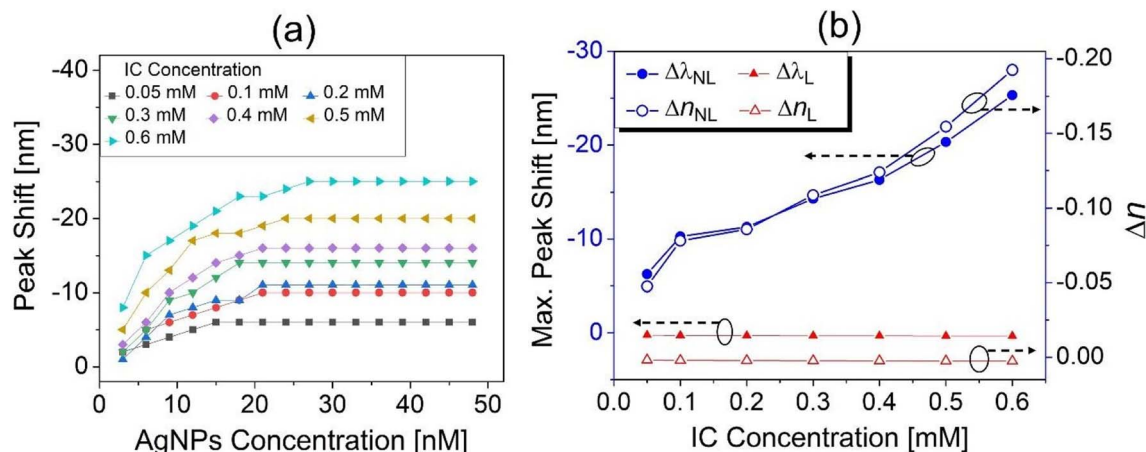 (a)
-40
-30
-20
-10
0
Peak Shift [nm]
IC Concentration
0.05 mM 0.1 mM 0.2 mM
0.3 mM 0.4 mM 0.5 mM
0.6 mM
0 10 20 30 40 50
AgNPs Concentration [nM]
(b)
-30
-20
-10
0
Max. Peak Shift [nm]
ΔλNL ΔλL
ΔnNL ΔnL
-0.20
-0.15
-0.10
-0.05
0.00
Δn
0.0 0.1 0.2 0.3 0.4 0.5 0.6
IC Concentration [mM]